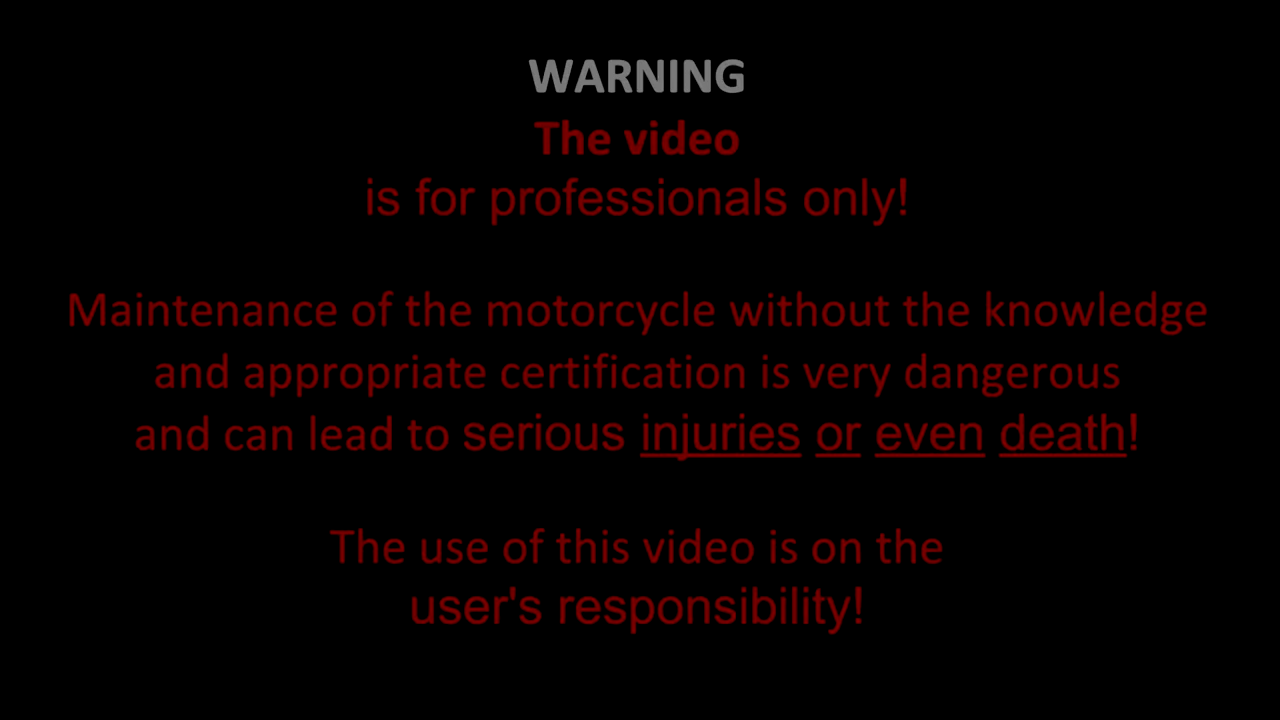 WARNING
The video
is for professionals only!
Maintenance of the motorcycle without the knowledge
and appropriate certification is very dangerous
and can lead to serious injuries or even death!
The use of this video is on the
user's responsibility!